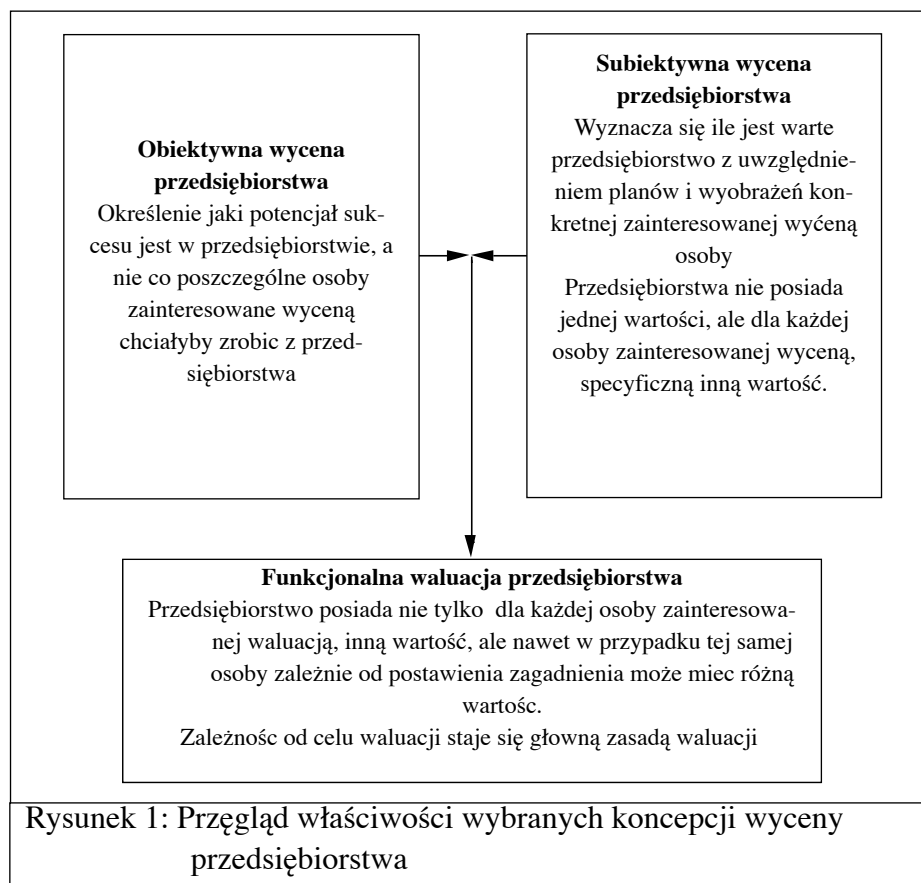 Obiektywna wycena
przedsiębiorstwa
Określenie jaki potencjał suk-
cesu jest w przedsiębiorstwie, a
nie co poszczególne osoby
zainteresowane wyceną
chciałyby zrobic z przed-
siębiorstwa
Subiektywna wycena
przedsiębiorstwa
Wyznacza się ile jest warte
przedsiębiorstwo z uwzględnie-
niem planów i wyobrażeń kon-
kretnej zainteresowanej wyćeną
osoby
Przedsiębiorstwa nie posiada
jednej wartości, ale dla każdej
osoby zainteresowanej wyceną,
specyficzną inną wartość.
Funkcjonalna waluacja przedsiębiorstwa
Przedsiębiorstwo posiada nie tylko dla każdej osoby zainteresowa-
nej waluacją, inną wartość, ale nawet w przypadku tej samej
osoby zależnie od postawienia zagadnienia może miec różną
wartośc.
Zależnośc od celu waluacji staje się głowną zasadą waluacji
Rysunek 1: Przęgląd właściwości wybranych koncepcji wyceny
przedsiębiorstwa